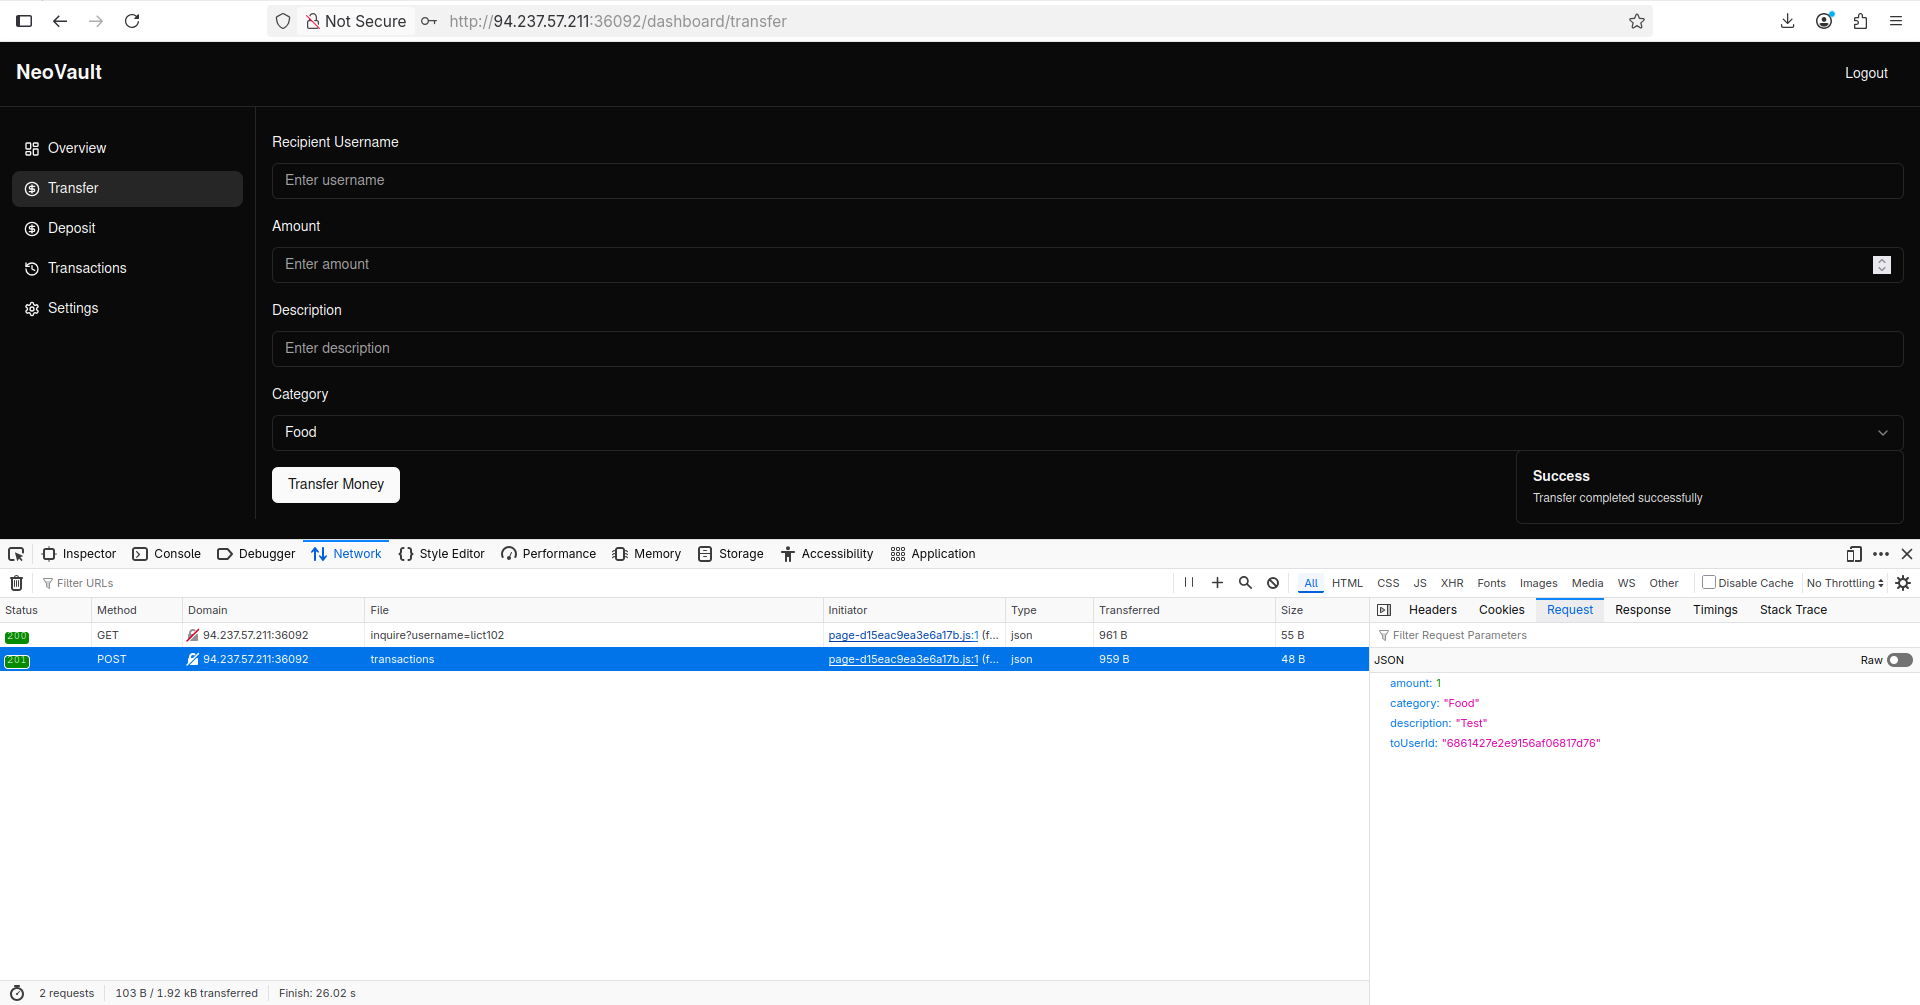 Not Secure http://94.237.57.211:36092/dashboard/transfer
NeoVault
Logout
Overview
Transfer
Deposit
Transactions
Settings
Recipient Username
Enter username
Amount
Enter amount
Description
Enter description
Category
Food
Transfer Money
Success
Transfer completed successfully
Inspector Console Debugger Network Style Editor Performance Memory Storage Accessibility Application
Filter URLs
All HTML CSS JS XHR Fonts Images Media WS Other Disable Cache No Throttling
Status Method Domain File Initiator Type Transferred Size
200 GET 94.237.57.211:36092 inquire?username=lict102 page-d15eac9ea3e6a17b.js:1 (f... json 961 B 55 B
201 POST 94.237.57.211:36092 transactions page-d15eac9ea3e6a17b.js:1 (f... json 959 B 48 B
Headers Cookies Request Response Timings Stack Trace
Filter Request Parameters
JSON Raw
amount: 1
category: "Food"
description: "Test"
toUserId: "6861427e2e9156af06817d76"
2 requests 103 B / 1.92 kB transferred Finish: 26.02 s